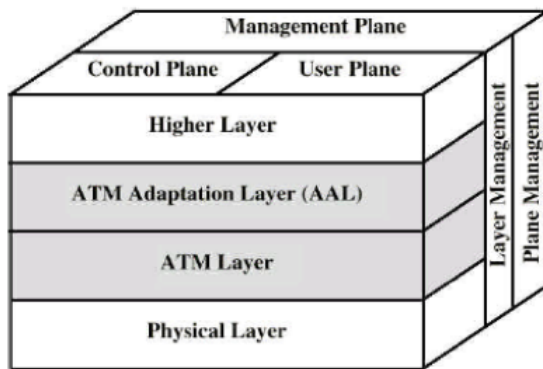 Management Plane
Control Plane
User Plane
Higher Layer
ATM Adaptation Layer (AAL)
ATM Layer
Physical Layer
Layer Management
Plane Management